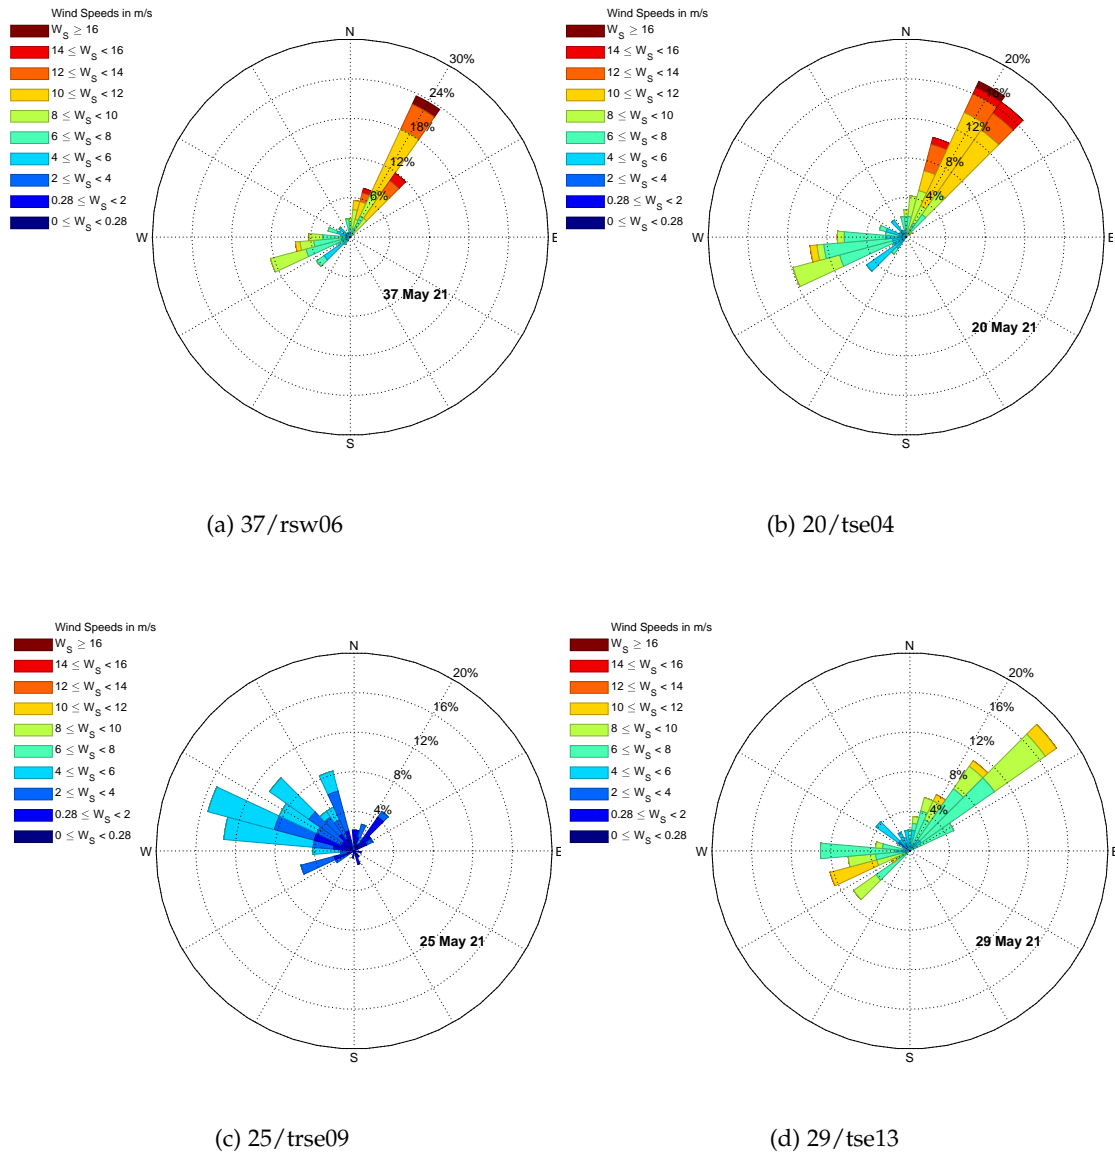 Wind Speeds in m/s
W_S ≥ 16
14 ≤ W_S < 16
12 ≤ W_S < 14
10 ≤ W_S < 12
8 ≤ W_S < 10
6 ≤ W_S < 8
4 ≤ W_S < 6
2 ≤ W_S < 4
0.28 ≤ W_S < 2
0 ≤ W_S < 0.28
N
30%
24%
18%
12%
6%
W
E
37 May 21
S
(a) 37/rsw06
Wind Speeds in m/s
W_S ≥ 16
14 ≤ W_S < 16
12 ≤ W_S < 14
10 ≤ W_S < 12
8 ≤ W_S < 10
6 ≤ W_S < 8
4 ≤ W_S < 6
2 ≤ W_S < 4
0.28 ≤ W_S < 2
0 ≤ W_S < 0.28
N
20%
16%
12%
8%
4%
W
E
20 May 21
S
(b) 20/tse04
Wind Speeds in m/s
W_S ≥ 16
14 ≤ W_S < 16
12 ≤ W_S < 14
10 ≤ W_S < 12
8 ≤ W_S < 10
6 ≤ W_S < 8
4 ≤ W_S < 6
2 ≤ W_S < 4
0.28 ≤ W_S < 2
0 ≤ W_S < 0.28
N
20%
16%
12%
8%
4%
W
E
25 May 21
S
(c) 25/trse09
Wind Speeds in m/s
W_S ≥ 16
14 ≤ W_S < 16
12 ≤ W_S < 14
10 ≤ W_S < 12
8 ≤ W_S < 10
6 ≤ W_S < 8
4 ≤ W_S < 6
2 ≤ W_S < 4
0.28 ≤ W_S < 2
0 ≤ W_S < 0.28
N
20%
16%
12%
8%
4%
W
E
29 May 21
S
(d) 29/tse13